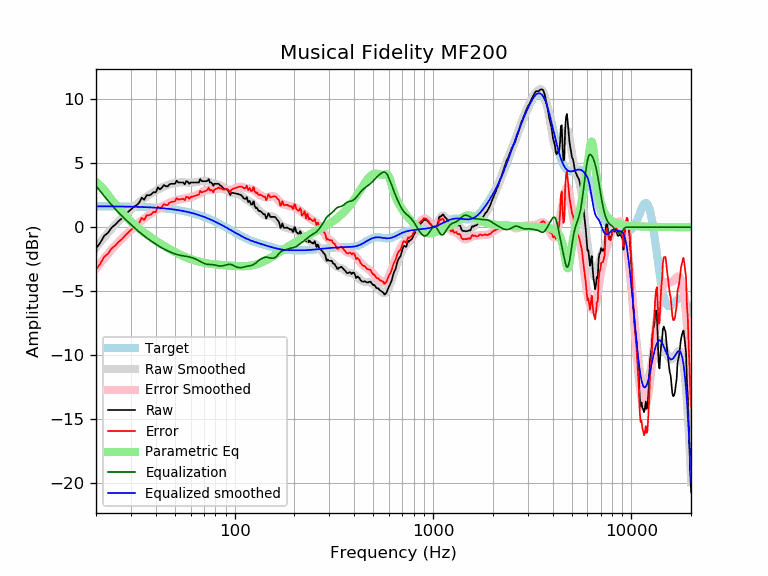 Musical Fidelity MF200
10
5
0
−5
−10
−15
−20
Amplitude (dBr)
Target
Raw Smoothed
Error Smoothed
Raw
Error
Parametric Eq
Equalization
Equalized smoothed
100 1000 10000
Frequency (Hz)